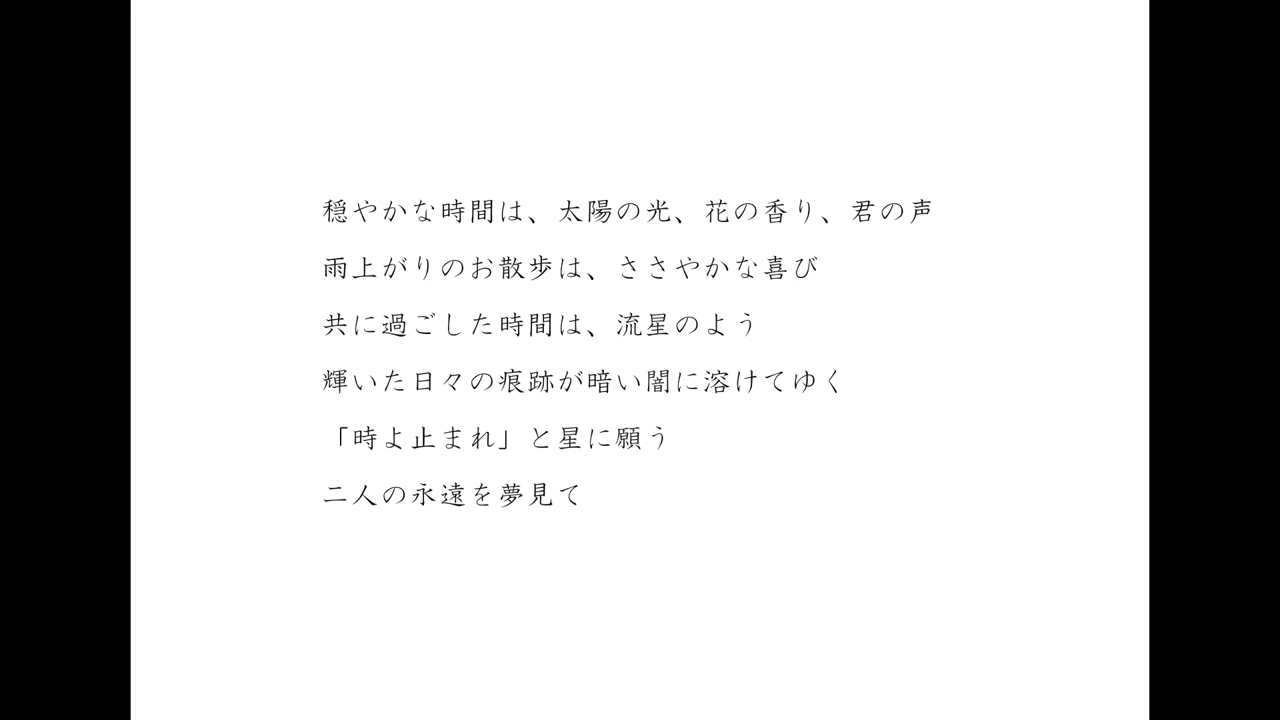 穏やかな時間は、太陽の光、花の香り、君の声
雨上がりのお散歩は、ささやかな喜び
共に過ごした時間は、流星のよう
輝いた日々の痕跡が暗い闇に溶けてゆく
「時よ止まれ」と星に願う
二人の永遠を夢見て